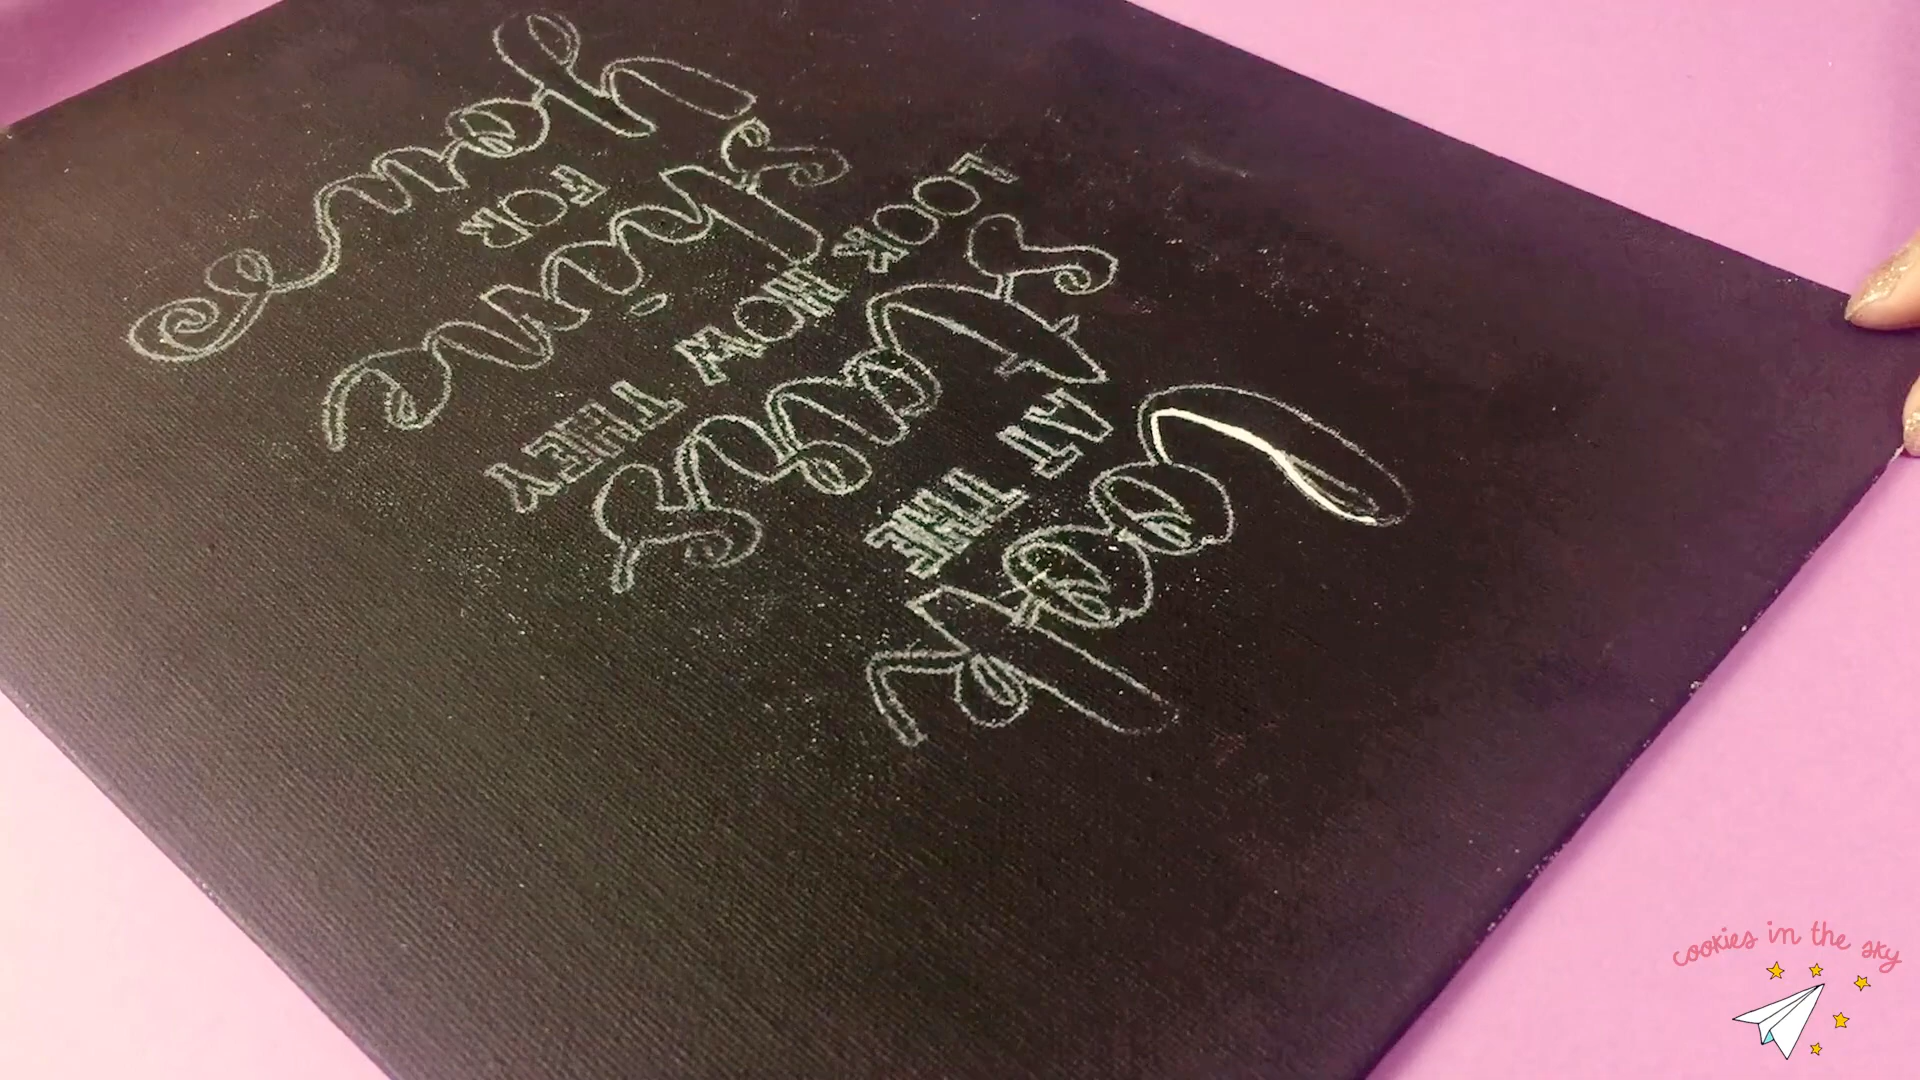 Look
AT THE
stars
LOOK HOW THEY
shine
FOR
you
cookies in the sky